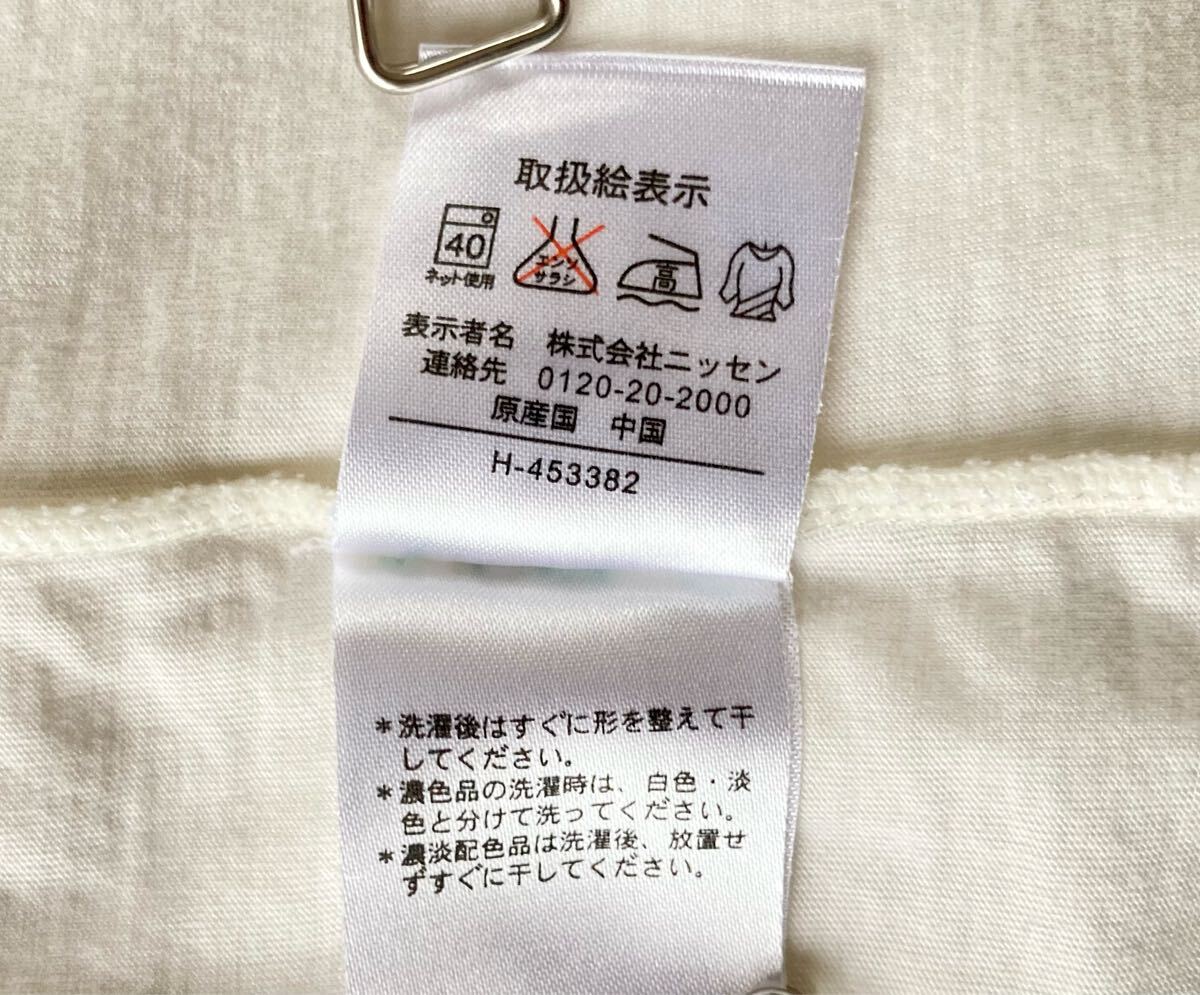 取扱絵表示
40
ネット使用
エンソ
サラシ
高
表示者名 株式会社ニッセン
連絡先 0120-20-2000
原産国 中国
H-453382
*洗濯後はすぐに形を整えて干
してください。
*濃色品の洗濯時は、白色・淡
色と分けて洗ってください。
*濃淡配色品は洗濯後、放置せ
ずすぐに干してください。